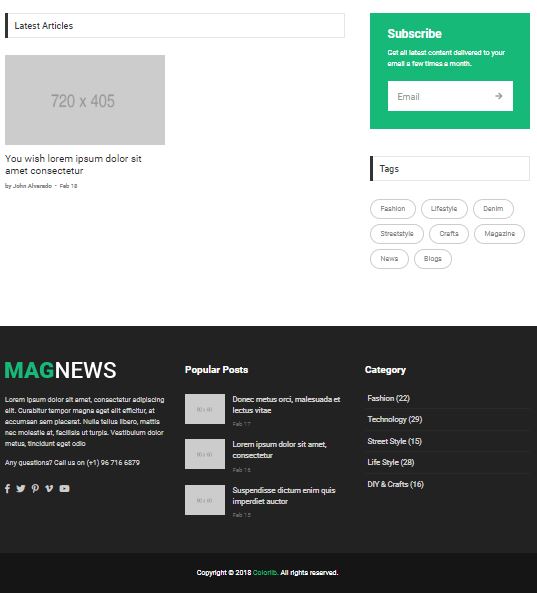 Latest Articles
720 x 405
You wish lorem ipsum dolor sit
amet consectetur
by John Alvarado - Feb 18
Subscribe
Get all latest content delivered to your
email a few times a month.
Email
Tags
Fashion
Lifestyle
Denim
Streetstyle
Crafts
Magazine
News
Blogs
MAGNEWS
Lorem ipsum dolor sit amet, consectetur adipiscing
elit. Curabitur tempor magna eget elit efficitur, at
accumsan sem placerat. Nulla tellus libero, mattis
nec molestie at, facilisis ut turpis. Vestibulum dolor
metus, tincidunt eget odio
Any questions? Call us on (+1) 96 716 6879
Popular Posts
Donec metus orci, malesuada et
lectus vitae
Feb 17
Lorem ipsum dolor sit amet,
consectetur
Feb 16
Suspendisse dictum enim quis
imperdiet auctor
Feb 15
Category
Fashion (22)
Technology (29)
Street Style (15)
Life Style (28)
DIY & Crafts (16)
Copyright © 2018 Colorlib. All rights reserved.